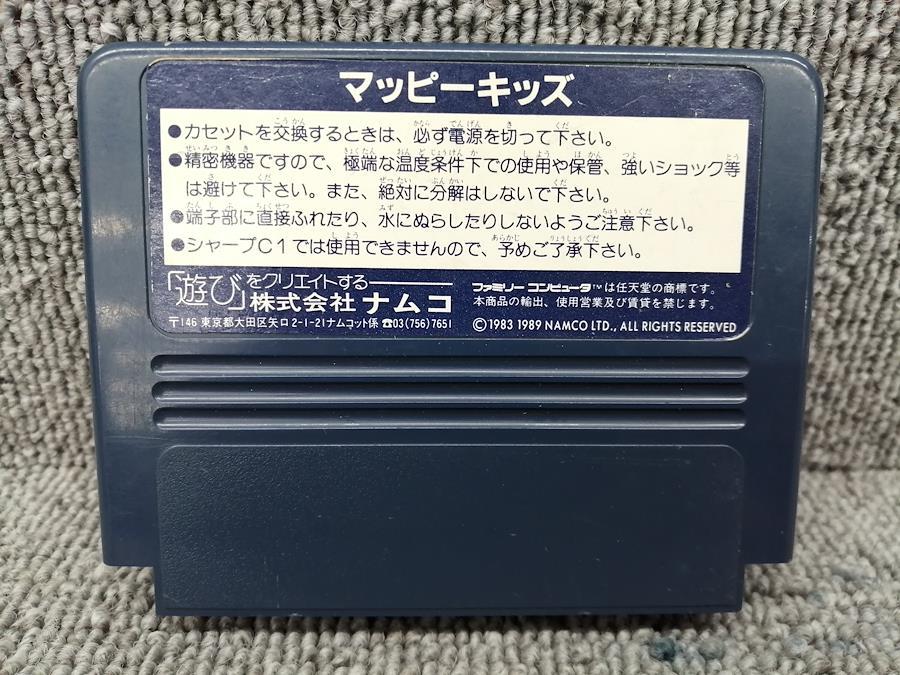 マッピーキッズ
●カセットを交換するときは、必ず電源を切って下さい。
●精密機器ですので、極端な温度条件下での使用や保管、強いショック等
は避けて下さい。また、絶対に分解はしないで下さい。
●端子部に直接ふれたり、水にぬらしたりしないようご注意下さい。
●シャープC1では使用できませんので、予めご了承下さい。
「遊び」をクリエイトする
株式会社 ナムコ
〒146 東京都大田区矢口2-1-21ナムコット係 ☎03(756)7651
ファミリーコンピュータ™は任天堂の商標です。
本商品の輸出、使用営業及び賃貸を禁じます。
©1983 1989 NAMCO LTD., ALL RIGHTS RESERVED